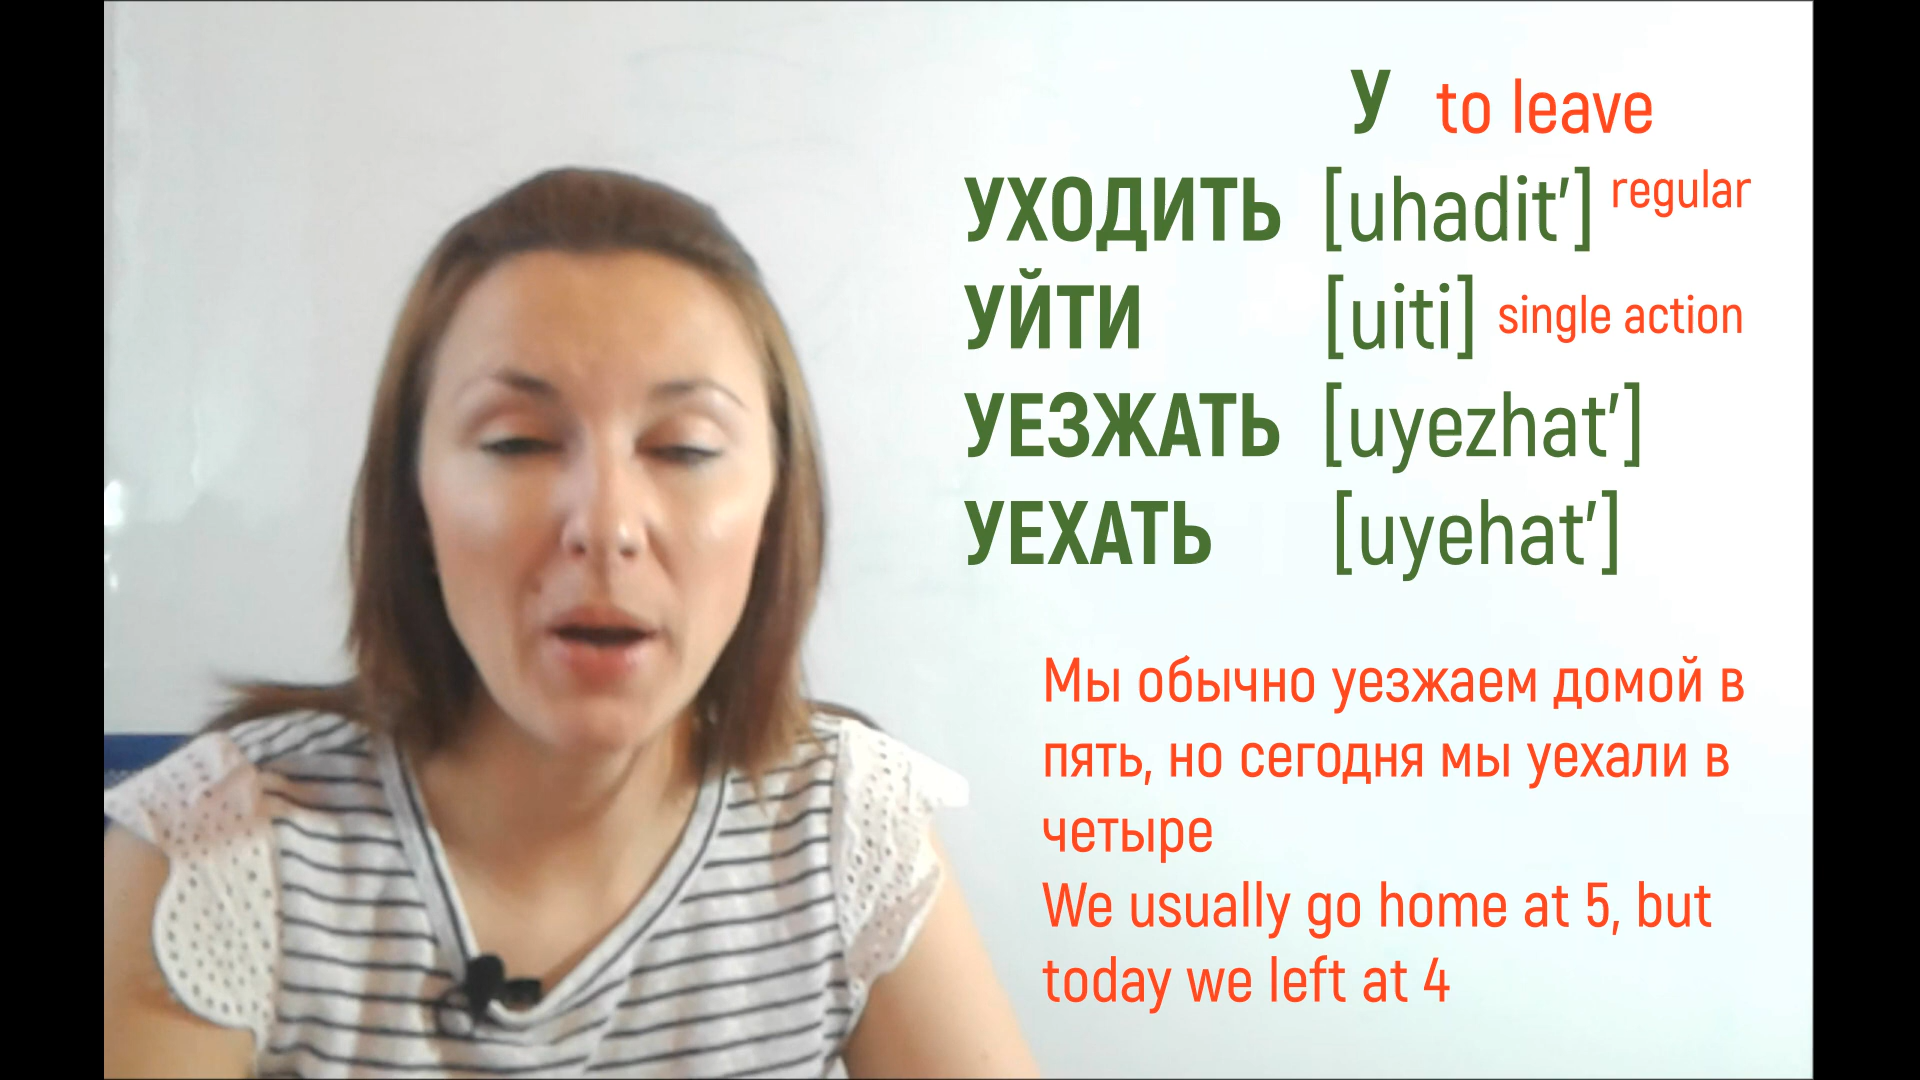 У to leave
УХОДИТЬ [uhadit'] regular
УЙТИ [uiti] single action
УЕЗЖАТЬ [uyezhat']
УЕХАТЬ [uyehat']
Мы обычно уезжаем домой в
пять, но сегодня мы уехали в
четыре
We usually go home at 5, but
today we left at 4